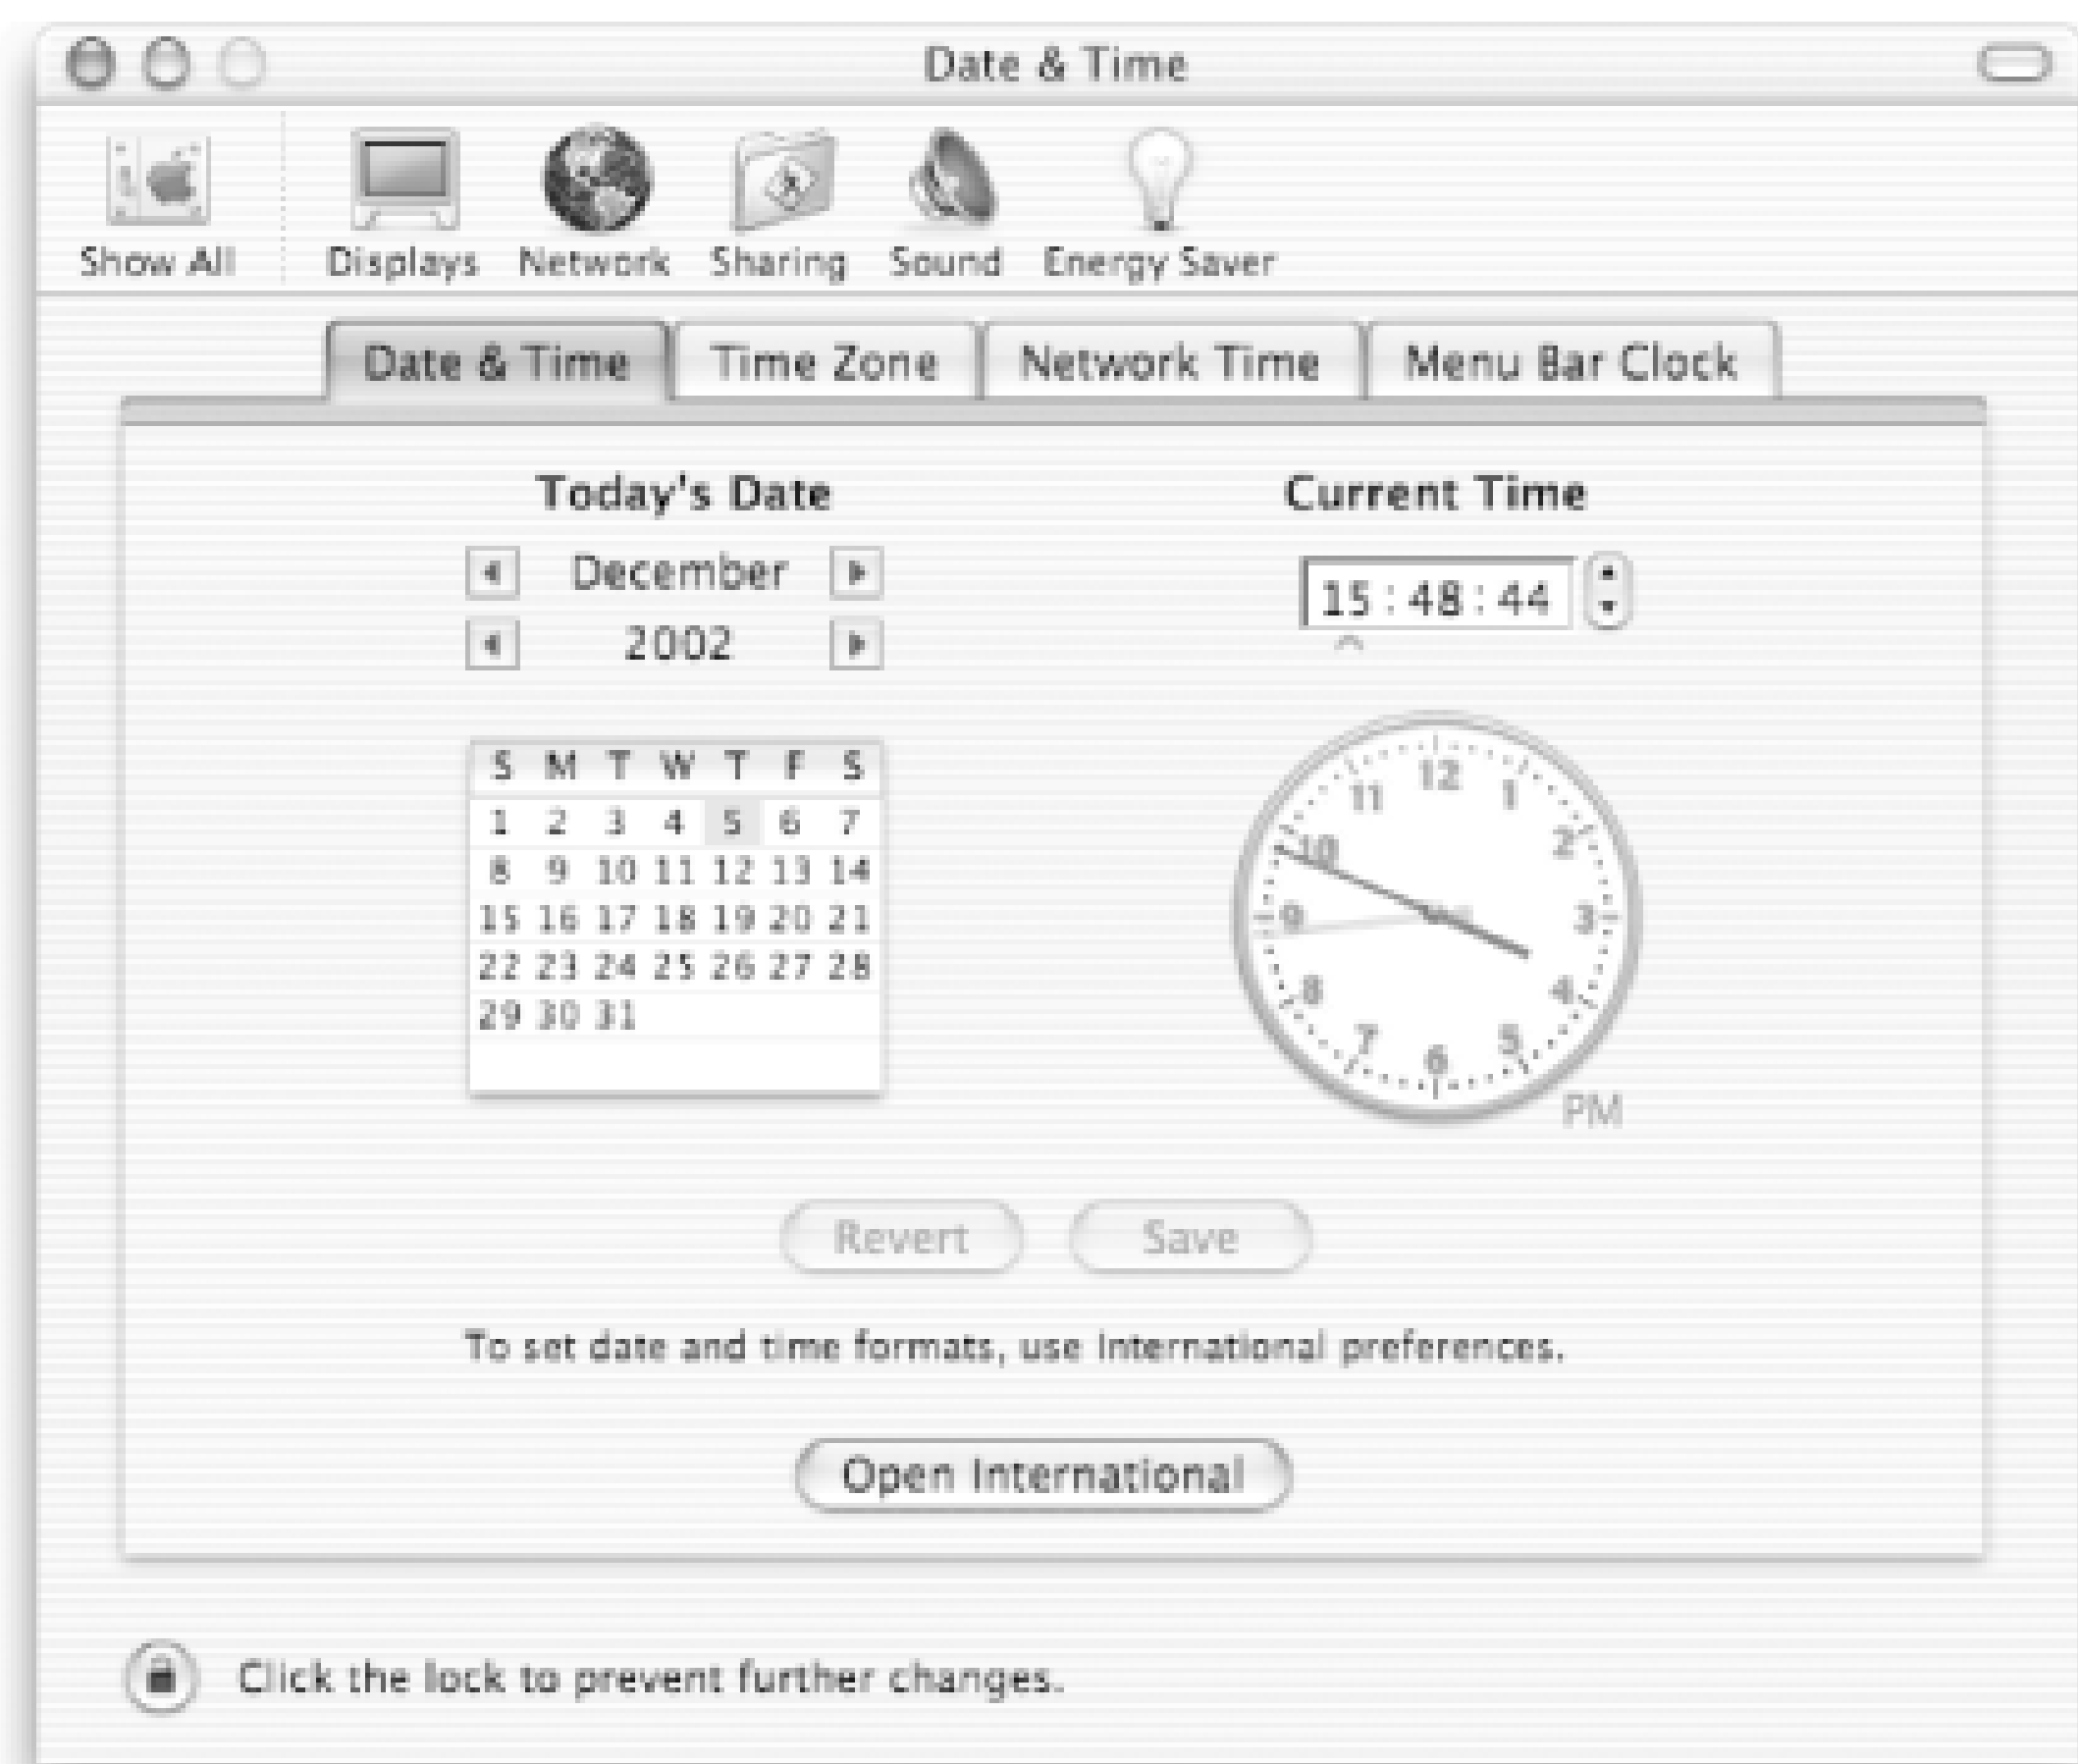 Date & Time
Show All Displays Network Sharing Sound Energy Saver
Date & Time Time Zone Network Time Menu Bar Clock
Today's Date
December
2002
S M T W T F S
1 2 3 4 5 6 7
8 9 10 11 12 13 14
15 16 17 18 19 20 21
22 23 24 25 26 27 28
29 30 31
Current Time
15 : 48 : 44
12
11 1
10 2
9 3
8 4
7 5
6
PM
Revert Save
To set date and time formats, use International preferences.
Open International
Click the lock to prevent further changes.